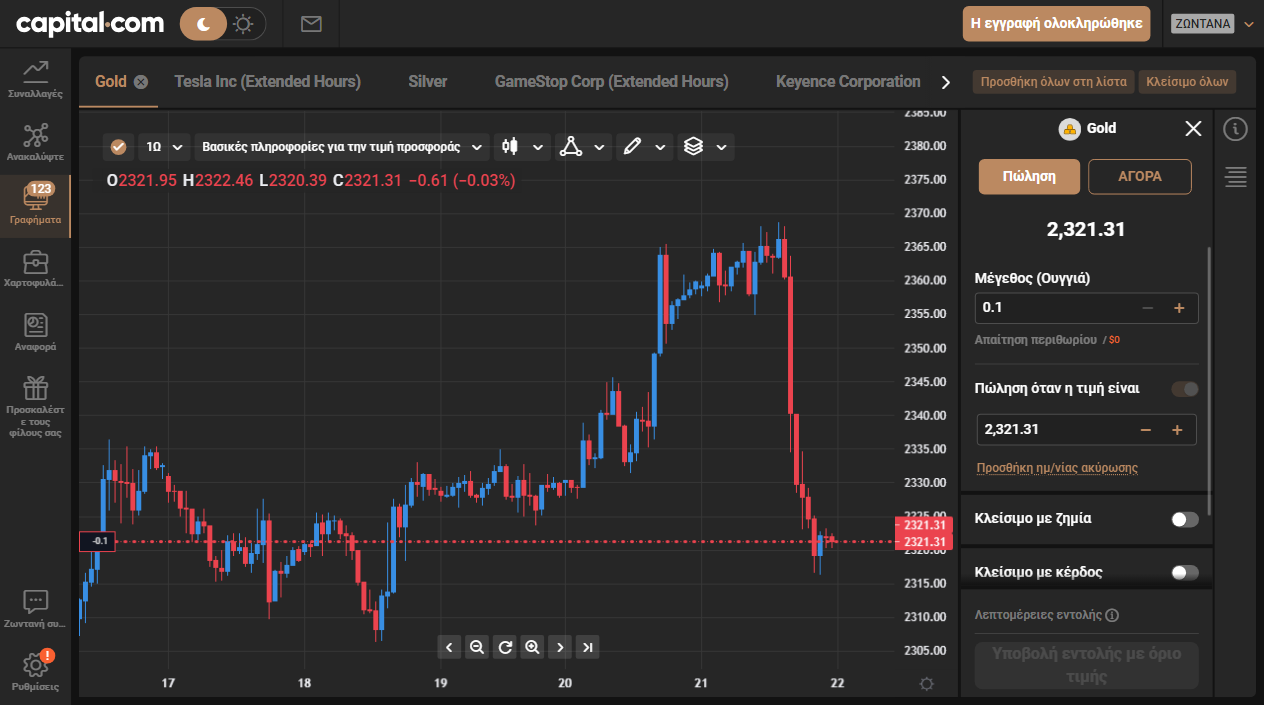 capital.com
Η εγγραφή ολοκληρώθηκε
ΖΩΝΤΑΝΑ
Συναλλαγές
Ανακαλύψτε
123
Γραφήματα
Χαρτοφυλά...
Αναφορά
Προσκαλέστ
ε τους
φίλους σας
Ζωντανή συ...
Ρυθμίσεις
Gold
Tesla Inc (Extended Hours)
Silver
GameStop Corp (Extended Hours)
Keyence Corporation
Προσθήκη όλων στη λίστα
Κλείσιμο όλων
1Ω
Βασικές πληροφορίες για την τιμή προσφοράς
O2321.95 H2322.46 L2320.39 C2321.31 −0.61 (−0.03%)
2385.00
2380.00
2375.00
2370.00
2365.00
2360.00
2355.00
2350.00
2345.00
2340.00
2335.00
2330.00
2325.00
2321.31
2321.31
2320.00
2315.00
2310.00
2305.00
-0.1
17
18
19
20
21
22
Gold
Πώληση
ΑΓΟΡΑ
2,321.31
Μέγεθος (Ουγγιά)
0.1
Απαίτηση περιθωρίου / $0
Πώληση όταν η τιμή είναι
2,321.31
Προσθήκη ημ/νίας ακύρωσης
Κλείσιμο με ζημία
Κλείσιμο με κέρδος
Λεπτομέρειες εντολής
Υποβολή εντολής με όριο
τιμής